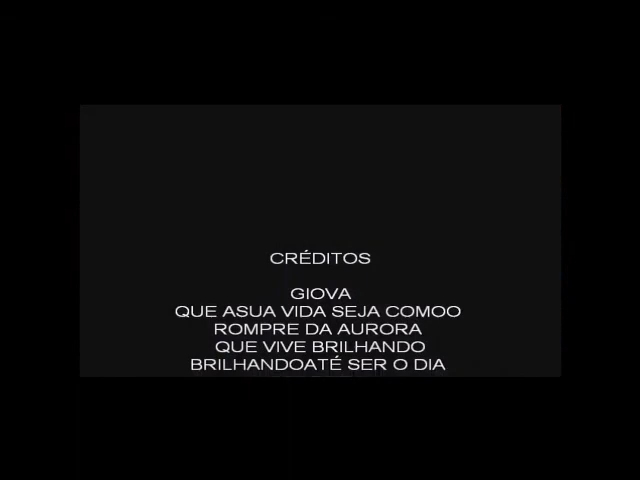 CRÉDITOS
GIOVA
QUE ASUA VIDA SEJA COMOO
ROMPRE DA AURORA
QUE VIVE BRILHANDO
BRILHANDOATÉ SER O DIA